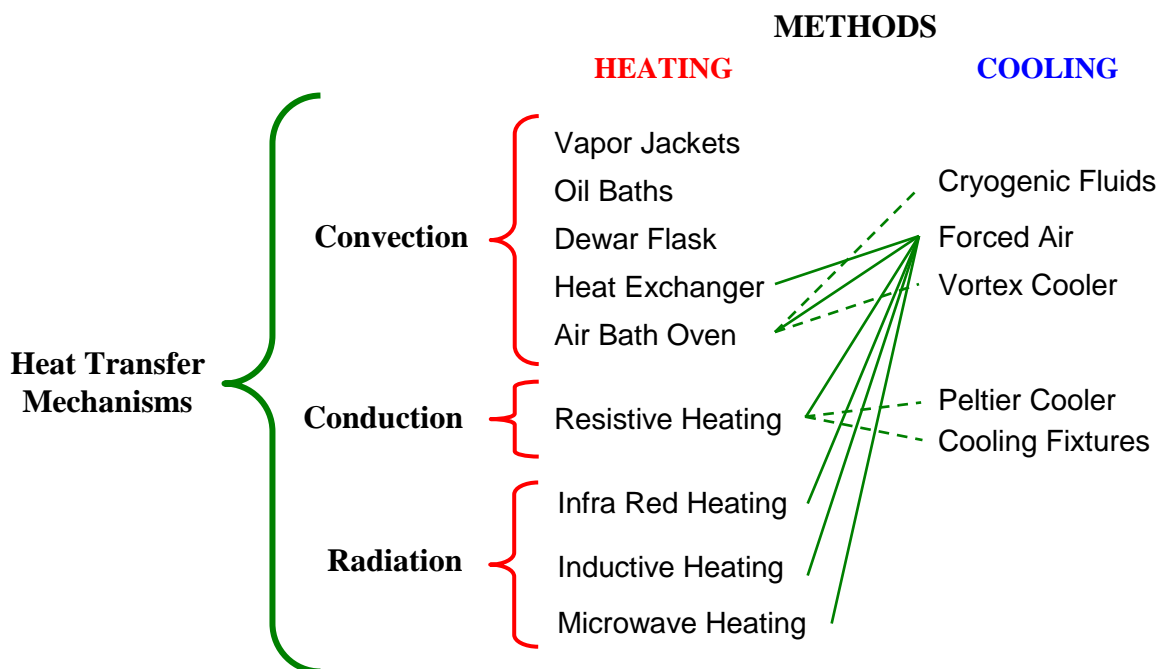 METHODS
HEATING
COOLING
Vapor Jackets
Oil Baths
Cryogenic Fluids
Convection
Dewar Flask
Forced Air
Heat Exchanger
Vortex Cooler
Air Bath Oven
Heat Transfer
Mechanisms
Conduction
Resistive Heating
Peltier Cooler
Cooling Fixtures
Infra Red Heating
Radiation
Inductive Heating
Microwave Heating